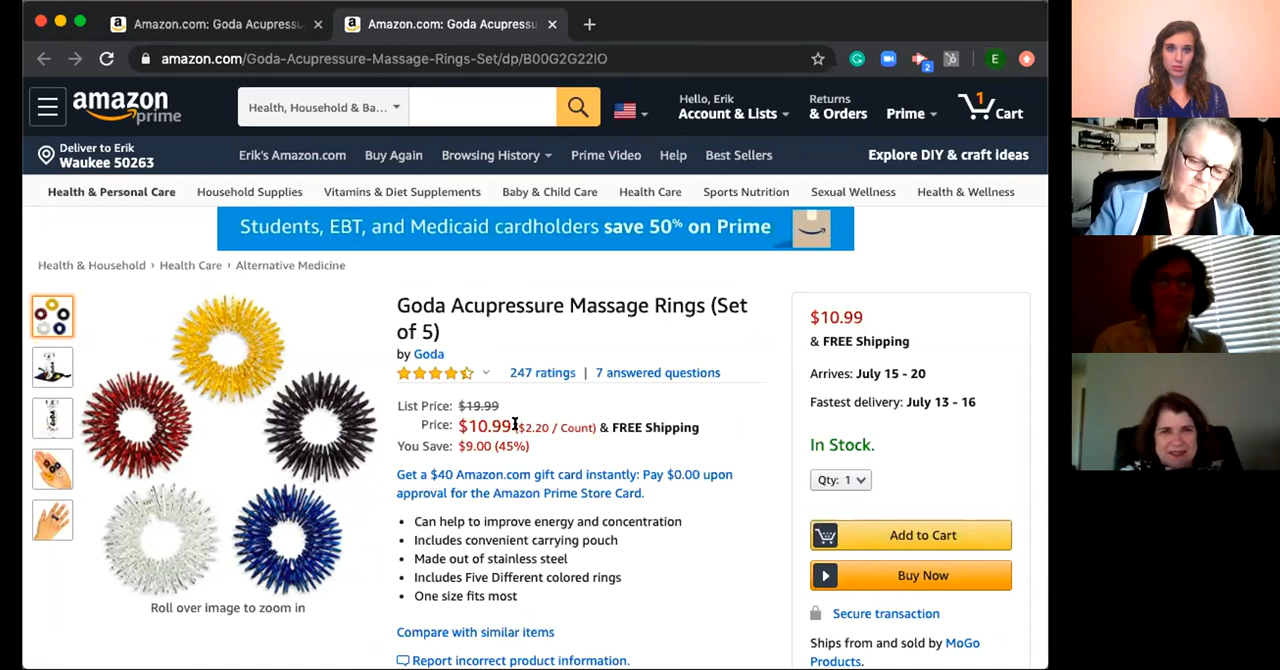 Amazon.com: Goda Acupressu
Amazon.com: Goda Acupressu
amazon.com/Goda-Acupressure-Massage-Rings-Set/dp/B00G2G22IO
2
E
amazon
prime
Health, Household & Ba...
Hello, Erik
Account & Lists
Returns
& Orders
Prime
1
Cart
Deliver to Erik
Waukee 50263
Erik's Amazon.com
Buy Again
Browsing History
Prime Video
Help
Best Sellers
Explore DIY & craft ideas
Health & Personal Care
Household Supplies
Vitamins & Diet Supplements
Baby & Child Care
Health Care
Sports Nutrition
Sexual Wellness
Health & Wellness
Students, EBT, and Medicaid cardholders save 50% on Prime
Health & Household › Health Care › Alternative Medicine
Goda Acupressure Massage Rings (Set
of 5)
by Goda
247 ratings | 7 answered questions
List Price: $19.99
Price: $10.99 ($2.20 / Count) & FREE Shipping
You Save: $9.00 (45%)
Get a $40 Amazon.com gift card instantly: Pay $0.00 upon
approval for the Amazon Prime Store Card.
• Can help to improve energy and concentration
• Includes convenient carrying pouch
• Made out of stainless steel
• Includes Five Different colored rings
• One size fits most
Compare with similar items
Report incorrect product information.
Roll over image to zoom in
$10.99
& FREE Shipping
Arrives: July 15 - 20
Fastest delivery: July 13 - 16
In Stock.
Qty: 1
Add to Cart
Buy Now
Secure transaction
Ships from and sold by MoGo
Products.